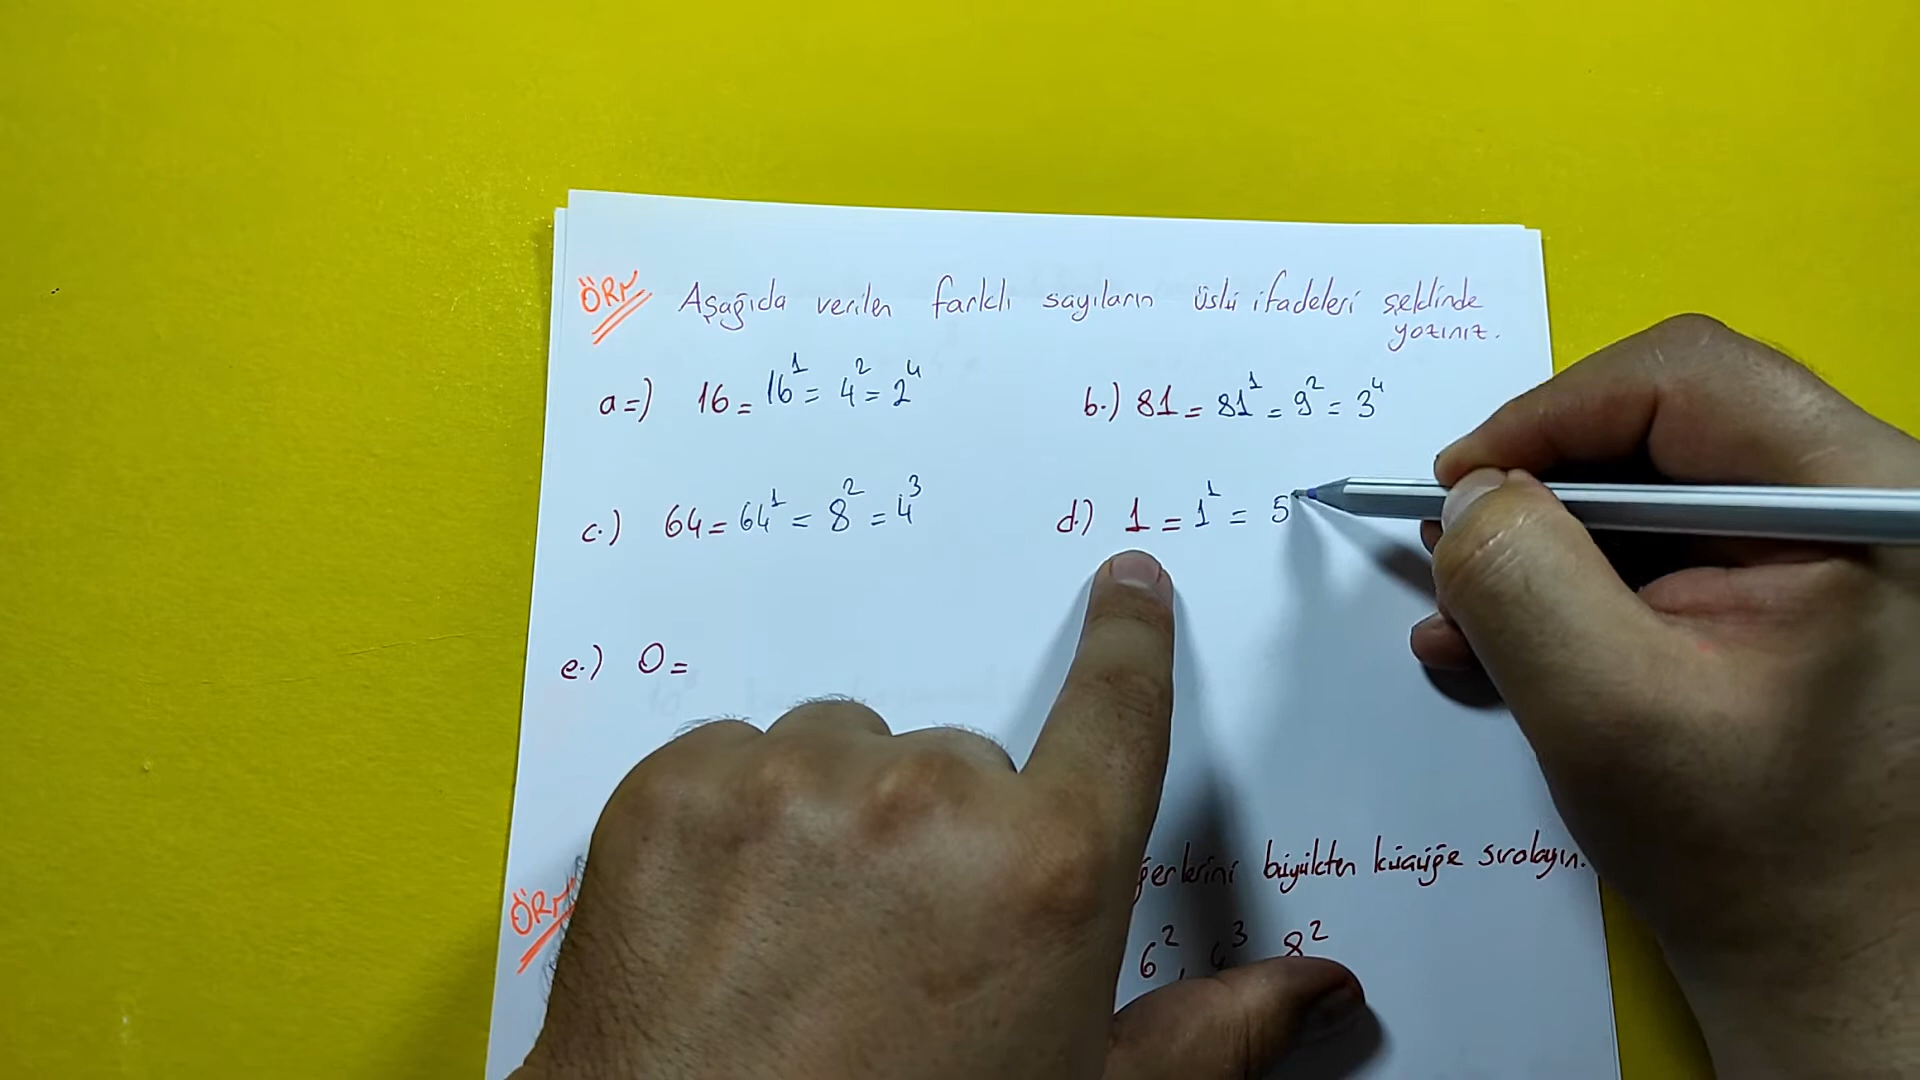 ÖRN Aşağıda verilen farklı sayıların üslü ifadeleri şeklinde
yazınız.
a=) 16 = 16¹ = 4² = 2⁴
b.) 81 = 81¹ = 9² = 3⁴
c.) 64 = 64¹ = 8² = 4³
d.) 1 = 1¹ = 5
e.) 0 =
ÖRN büyükten küçüğe sıralayın.
6², 4³ 8²